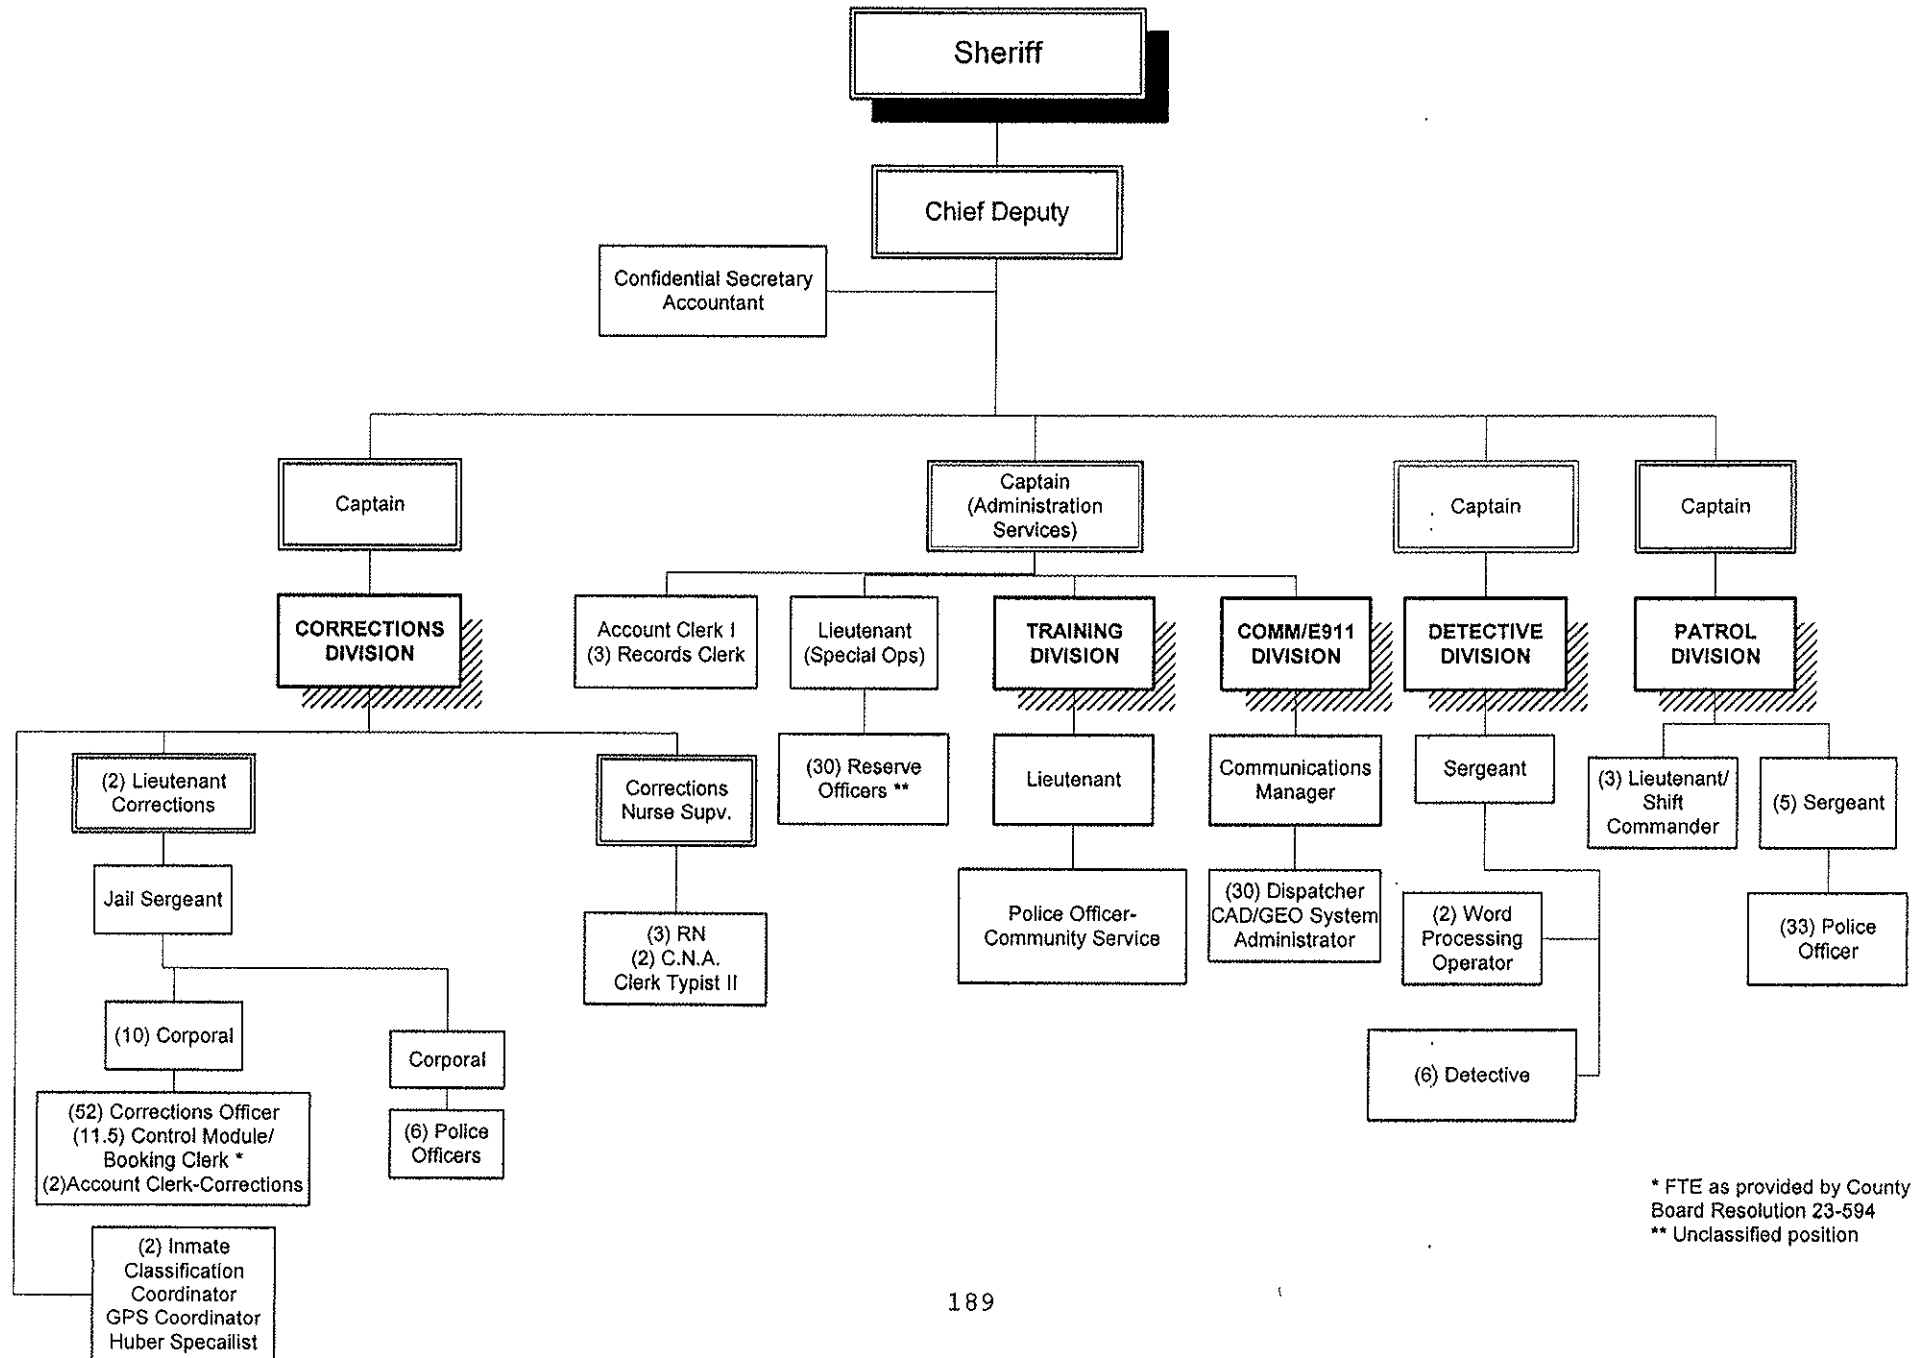 Sheriff
Chief Deputy
Confidential Secretary
Accountant
Captain
Captain
(Administration
Services)
Captain
Captain
CORRECTIONS
DIVISION
Account Clerk I
(3) Records Clerk
Lieutenant
(Special Ops)
TRAINING
DIVISION
COMM/E911
DIVISION
DETECTIVE
DIVISION
PATROL
DIVISION
(2) Lieutenant
Corrections
Corrections
Nurse Supv.
(30) Reserve
Officers **
Lieutenant
Communications
Manager
Sergeant
(3) Lieutenant/
Shift
Commander
(5) Sergeant
Jail Sergeant
(3) RN
(2) C.N.A.
Clerk Typist II
Police Officer-
Community Service
(30) Dispatcher
CAD/GEO System
Administrator
(2) Word
Processing
Operator
(33) Police
Officer
(10) Corporal
Corporal
(6) Detective
(52) Corrections Officer
(11.5) Control Module/
Booking Clerk *
(2)Account Clerk-Corrections
(6) Police
Officers
(2) Inmate
Classification
Coordinator
GPS Coordinator
Huber Specailist
* FTE as provided by County
Board Resolution 23-594
** Unclassified position
189